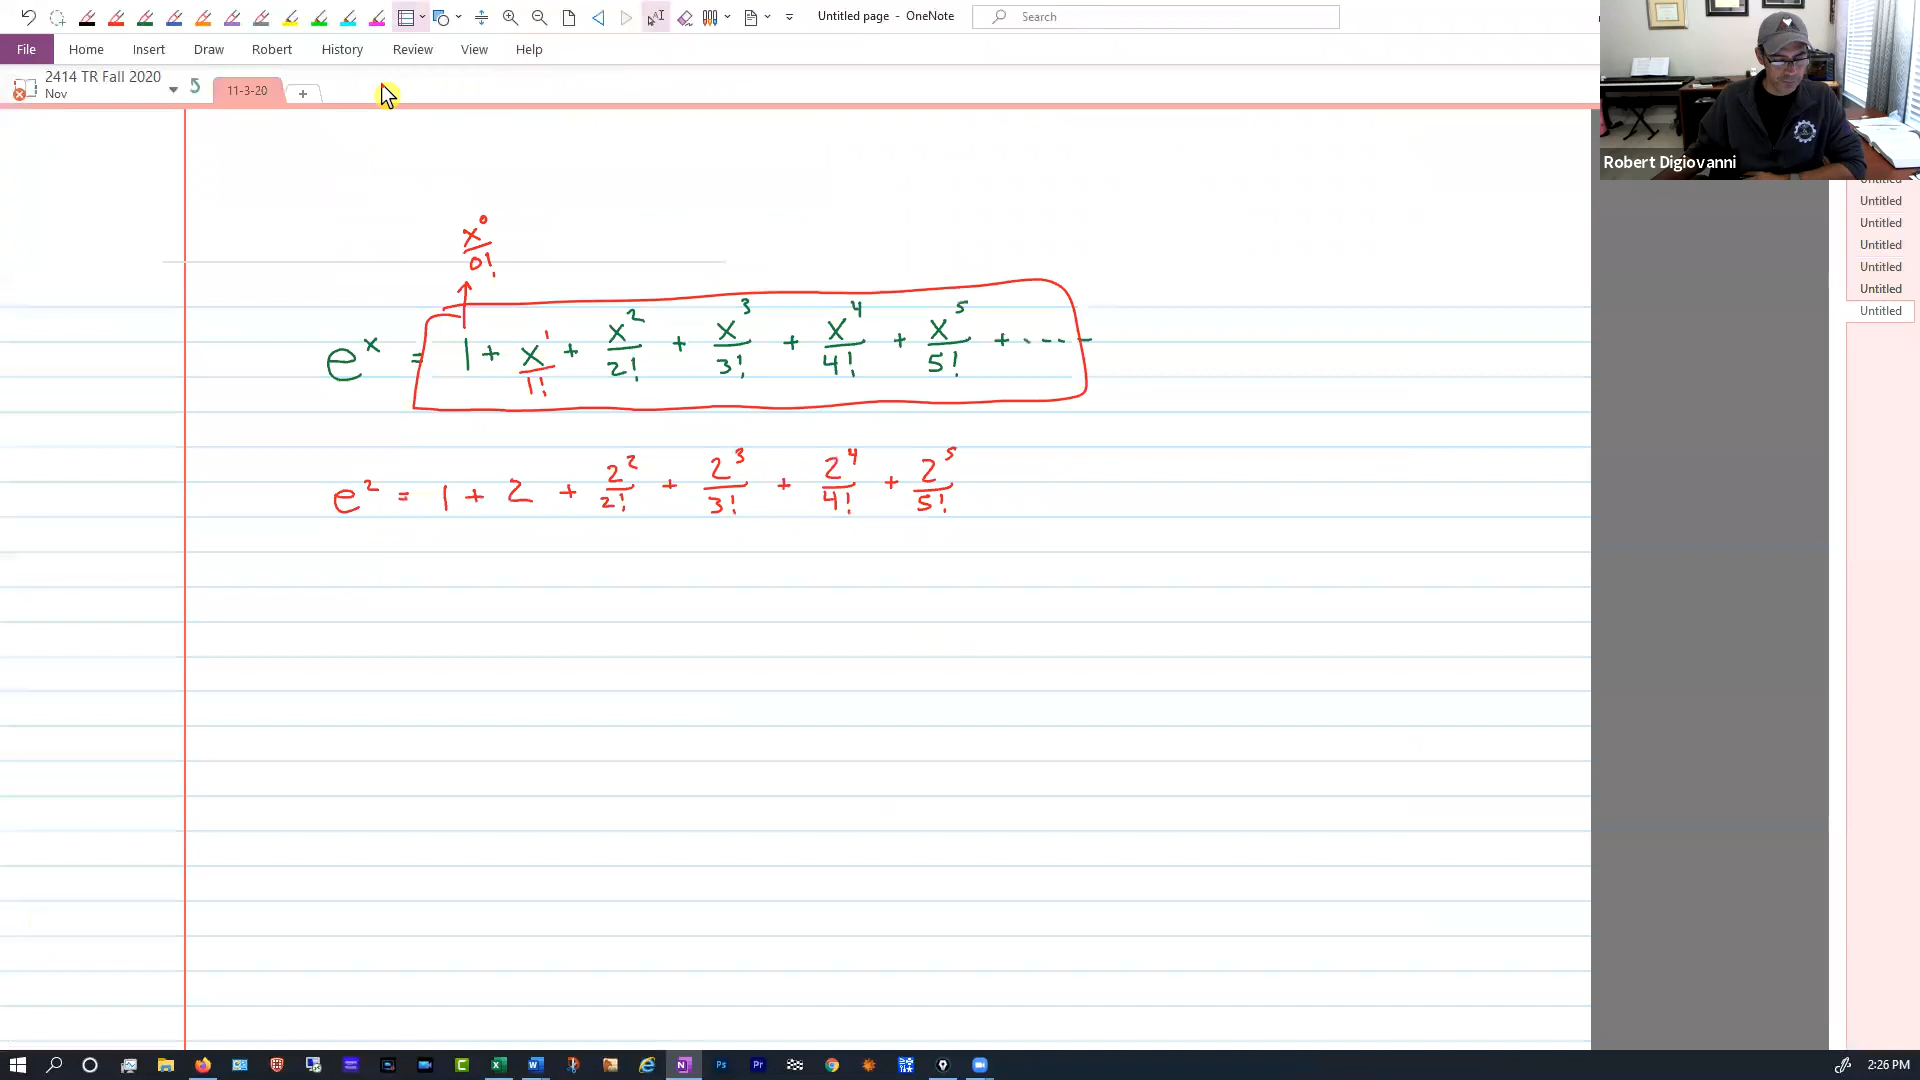 Untitled page - OneNote
Search
File Home Insert Draw Robert History Review View Help
2414 TR Fall 2020
Nov
11-3-20
+
Robert Digiovanni
Untitled
Untitled
Untitled
Untitled
Untitled
Untitled
Untitled
x⁰/0!
eˣ = 1 + x¹/1! + x²/2! + x³/3! + x⁴/4! + x⁵/5! + ----
e² = 1 + 2 + 2²/2! + 2³/3! + 2⁴/4! + 2⁵/5!
2:26 PM